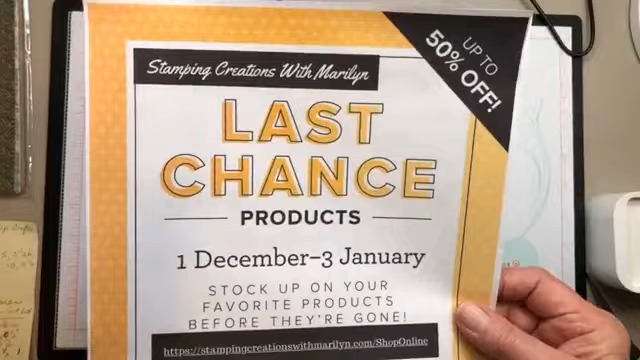 Stamping Creations With Marilyn
UP TO
50% OFF!
LAST
CHANCE
PRODUCTS
1 December–3 January
STOCK UP ON YOUR
FAVORITE PRODUCTS
BEFORE THEY'RE GONE!
https://stampingcreationswithmarilyn.com/ShopOnline